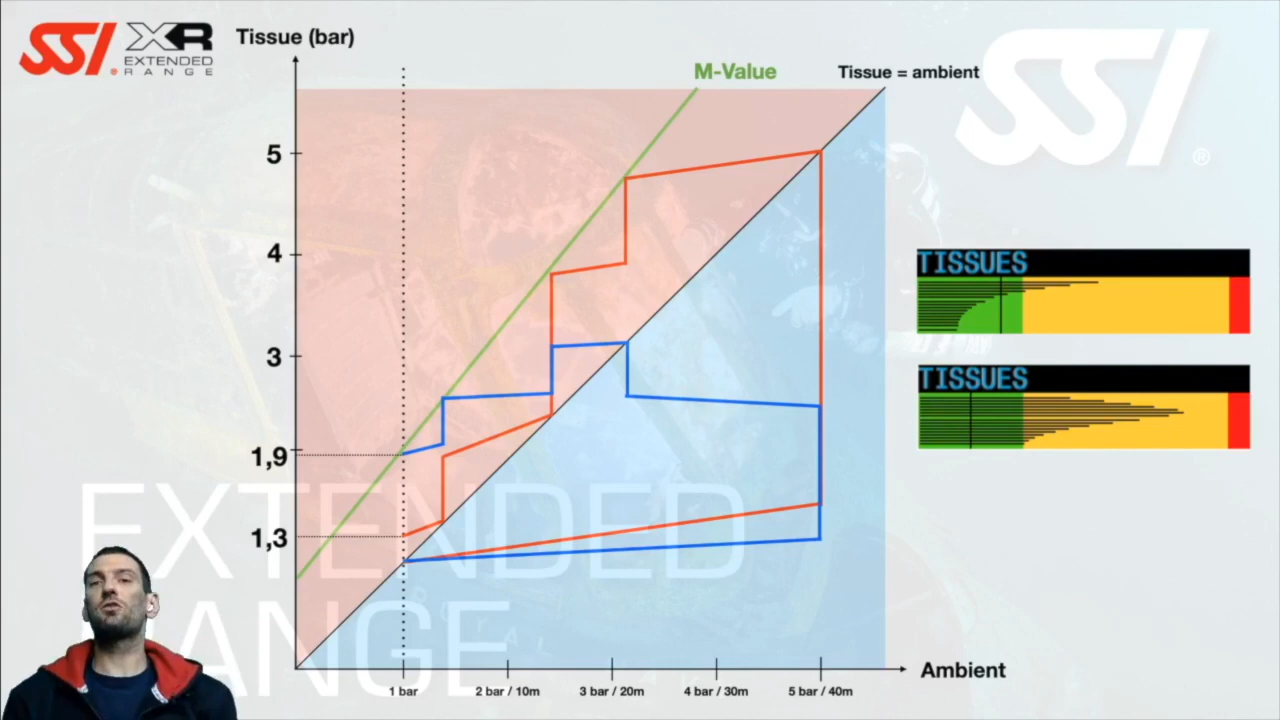 SSI XR
EXTENDED
RANGE
Tissue (bar)
M-Value
Tissue = ambient
SSI
®
5
4
3
1,9
1,3
TISSUES
TISSUES
EXTENDED
RANGE
1 bar
2 bar / 10m
3 bar / 20m
4 bar / 30m
5 bar / 40m
Ambient